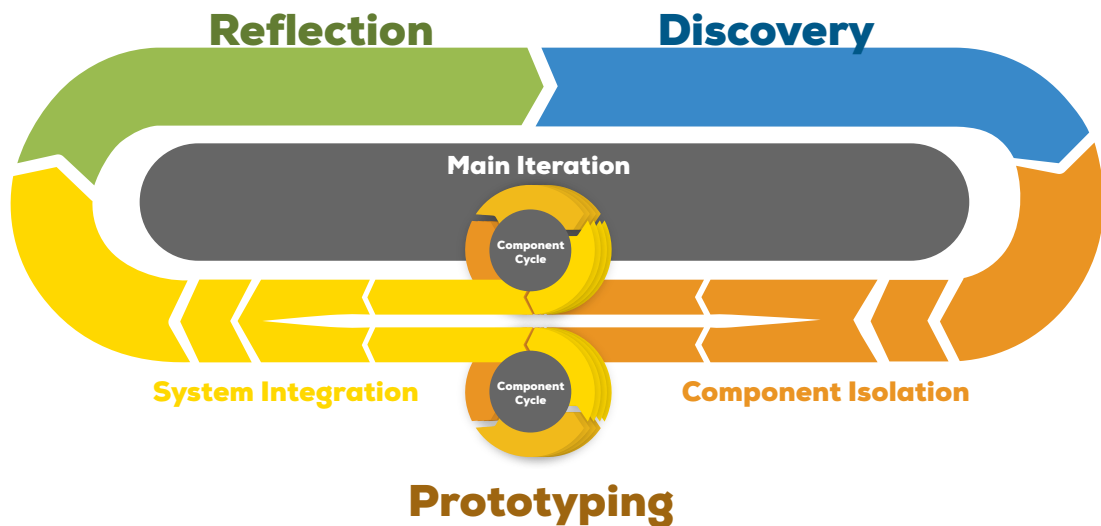 Reflection
Discovery
Main Iteration
Component
Cycle
Component
Cycle
System Integration
Component Isolation
Prototyping